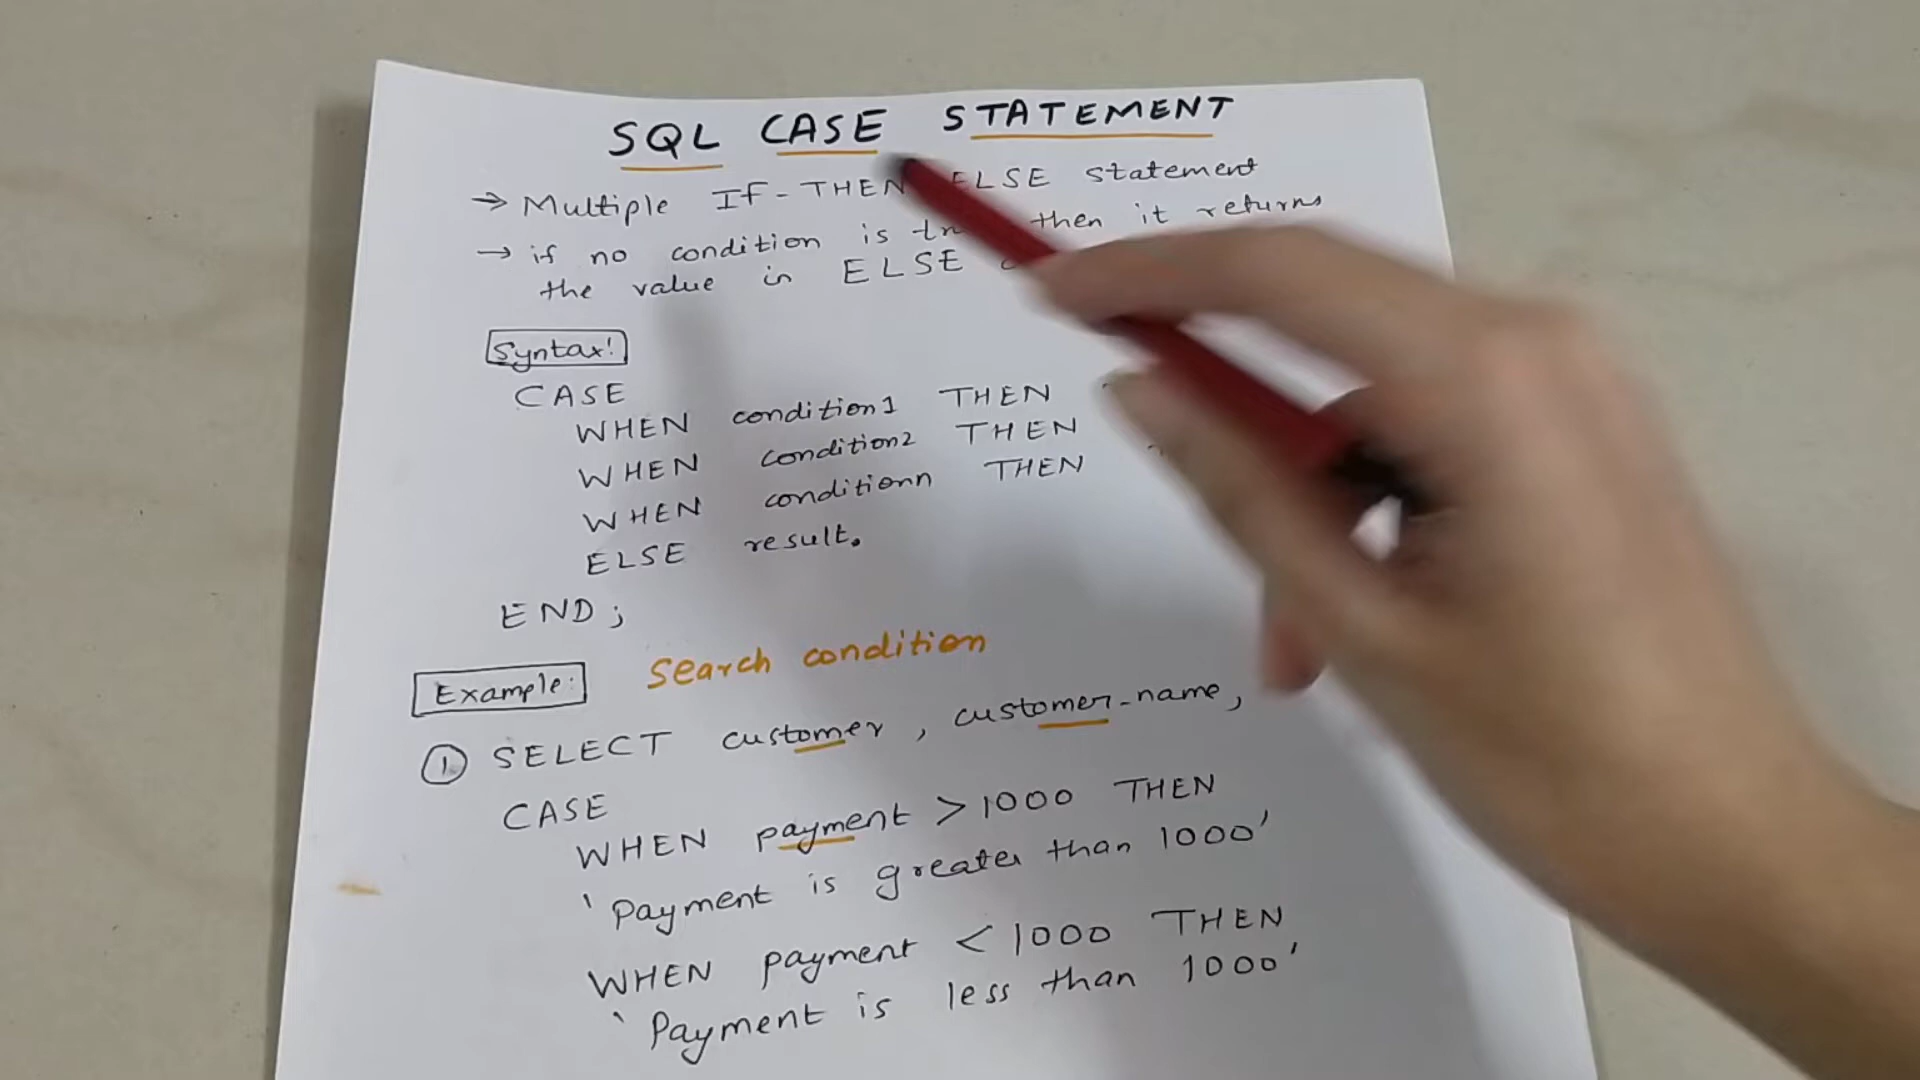 SQL CASE STATEMENT
→ Multiple IF-THEN ELSE statement
→ if no condition is then it returns
the value in ELSE
Syntax:
CASE
WHEN condition1 THEN
WHEN condition2 THEN
WHEN conditionn THEN
ELSE result.
END;
Example: Search condition
1. SELECT customer, customer_name,
CASE
WHEN payment > 1000 THEN
'Payment is greater than 1000'
WHEN payment < 1000 THEN
'Payment is less than 1000'